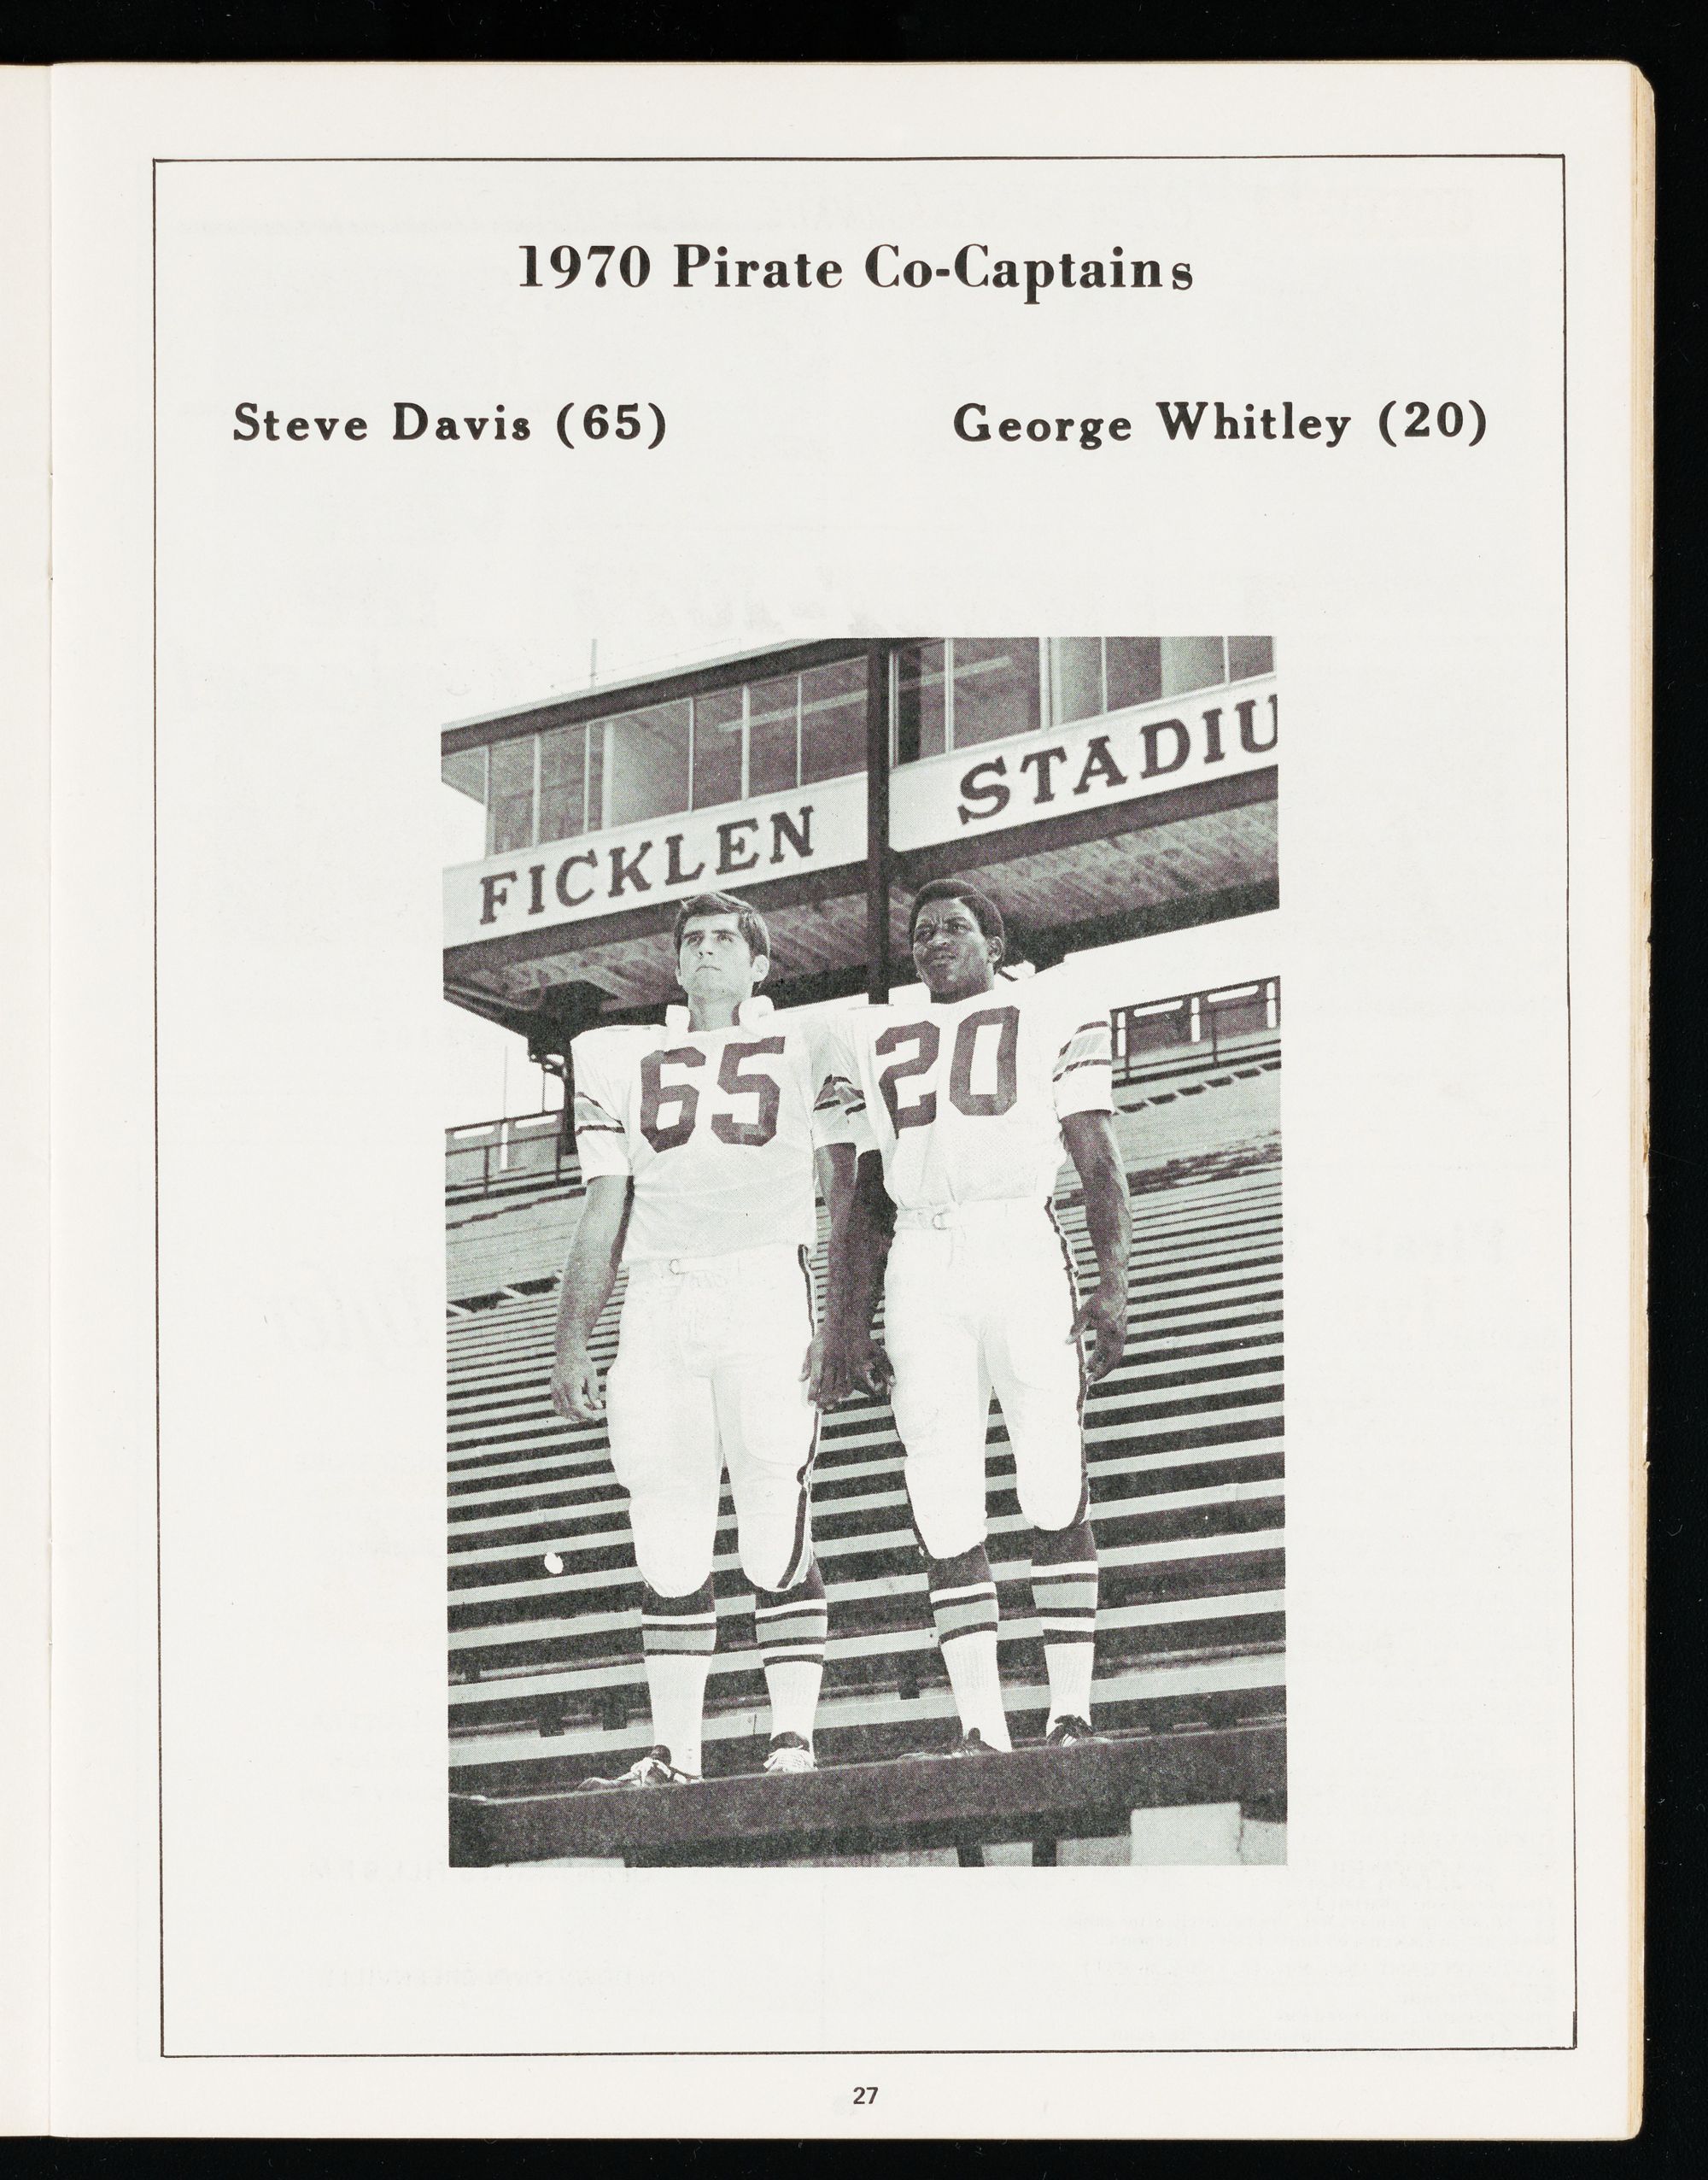 1970 Pirate Co-Captains
Steve Davis (65)
George Whitley (20)
FICKLEN STADIU
65
20
27